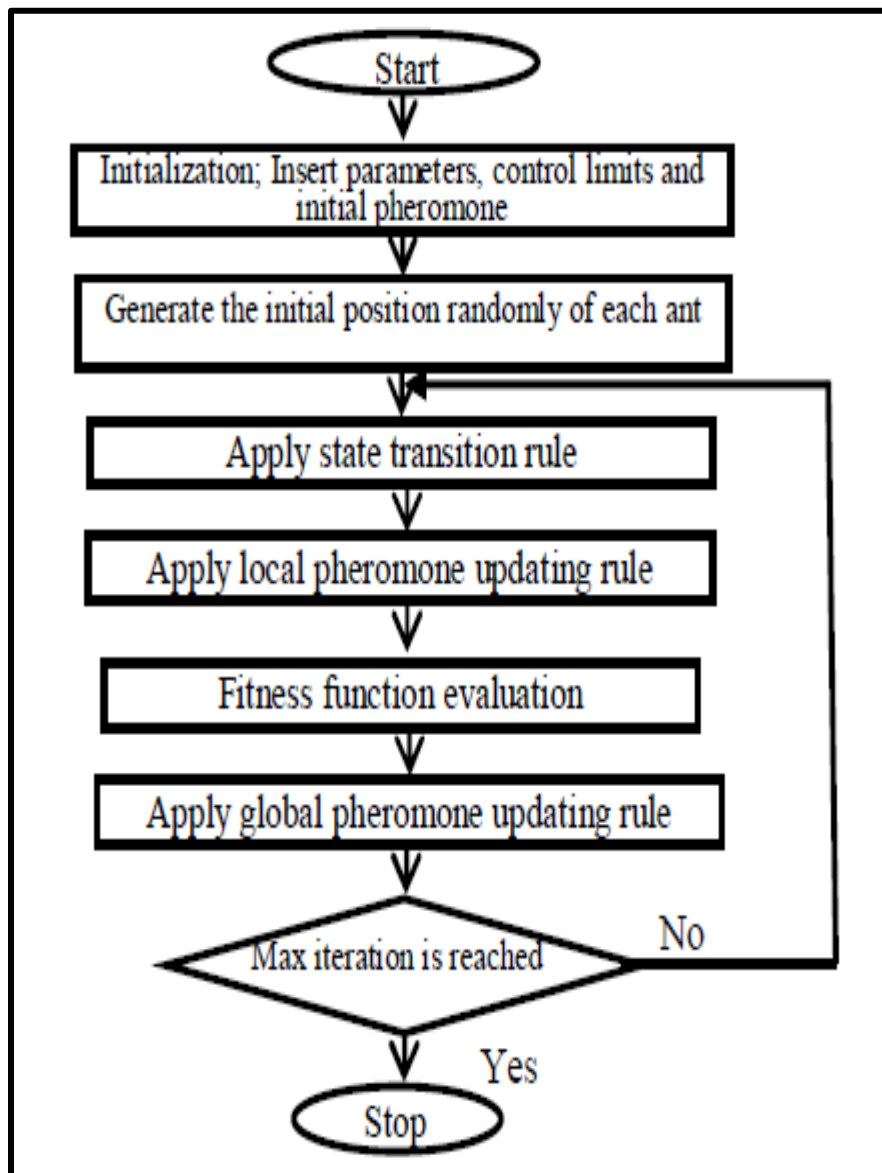 Start
Initialization; Insert parameters, control limits and
initial pheromone
Generate the initial position randomly of each ant
Apply state transition rule
Apply local pheromone updating rule
Fitness function evaluation
Apply global pheromone updating rule
Max iteration is reached
No
Yes
Stop